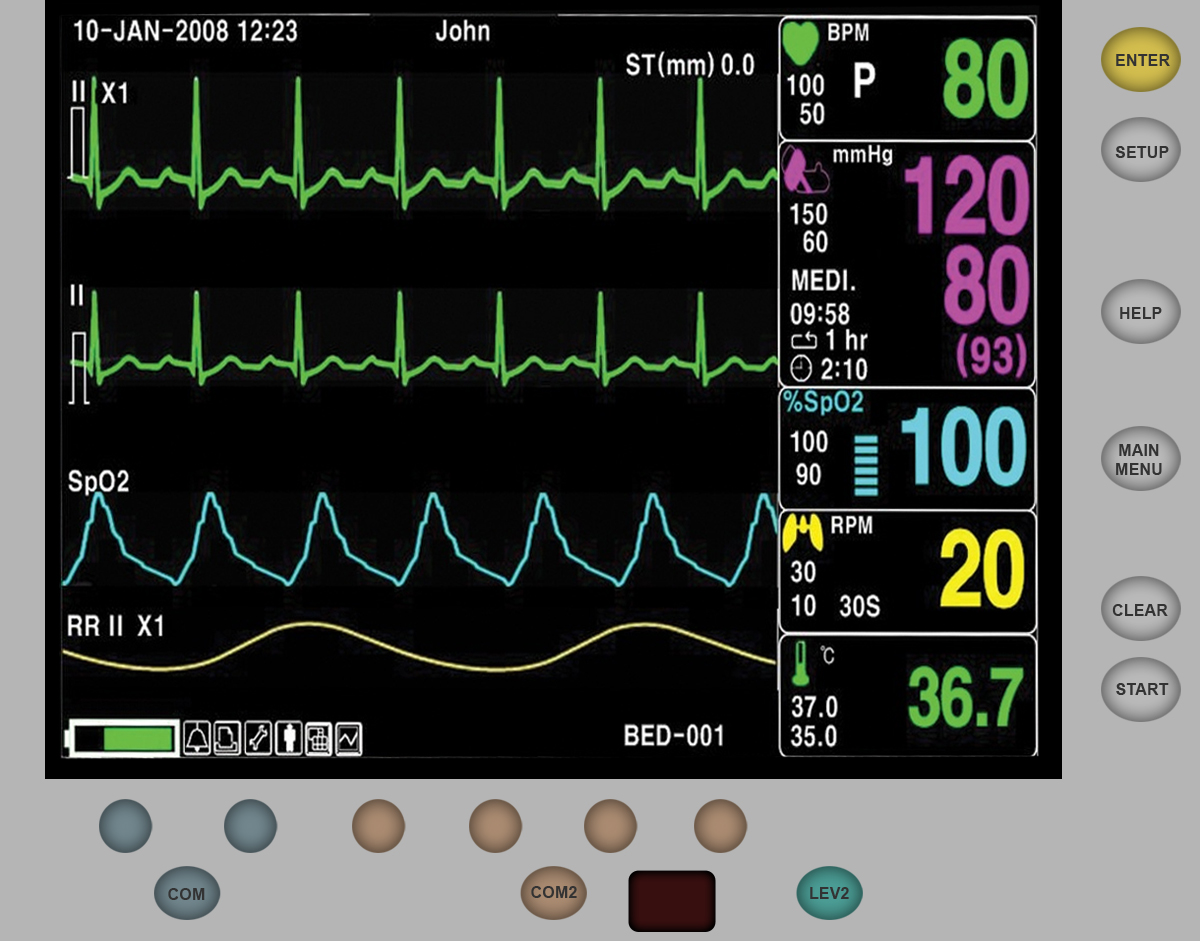 10-JAN-2008 12:23
John
ST(mm) 0.0
II X1
II
SpO2
RR II X1
BED-001
BPM
100
50
P
80
mmHg
150
60
120
80
(93)
MEDI.
09:58
1 hr
2:10
%SpO2
100
90
100
RPM
30
10 30S
20
°C
37.0
35.0
36.7
ENTER
SETUP
HELP
MAIN
MENU
CLEAR
START
COM
COM2
LEV2